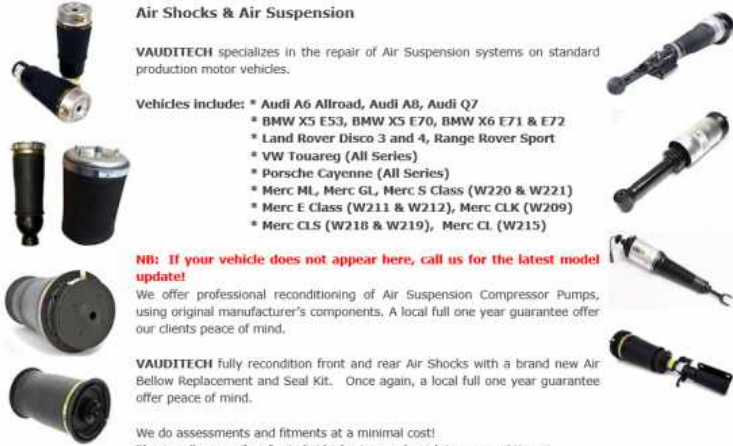 Air Shocks & Air Suspension
VAUDITECH specializes in the repair of Air Suspension systems on standard
production motor vehicles.
Vehicles include: * Audi A6 Allroad, Audi A8, Audi Q7
* BMW X5 E53, BMW X5 E70, BMW X6 E71 & E72
* Land Rover Disco 3 and 4, Range Rover Sport
* VW Touareg (All Series)
* Porsche Cayenne (All Series)
* Merc ML, Merc GL, Merc S Class (W220 & W221)
* Merc E Class (W211 & W212), Merc CLK (W209)
* Merc CLS (W218 & W219), Merc CL (W215)
NB: If your vehicle does not appear here, call us for the latest model
update!
We offer professional reconditioning of Air Suspension Compressor Pumps,
using original manufacturer's components. A local full one year guarantee offer
our clients peace of mind.
VAUDITECH fully recondition front and rear Air Shocks with a brand new Air
Bellow Replacement and Seal Kit. Once again, a local full one year guarantee
offer peace of mind.
We do assessments and fitments at a minimal cost!